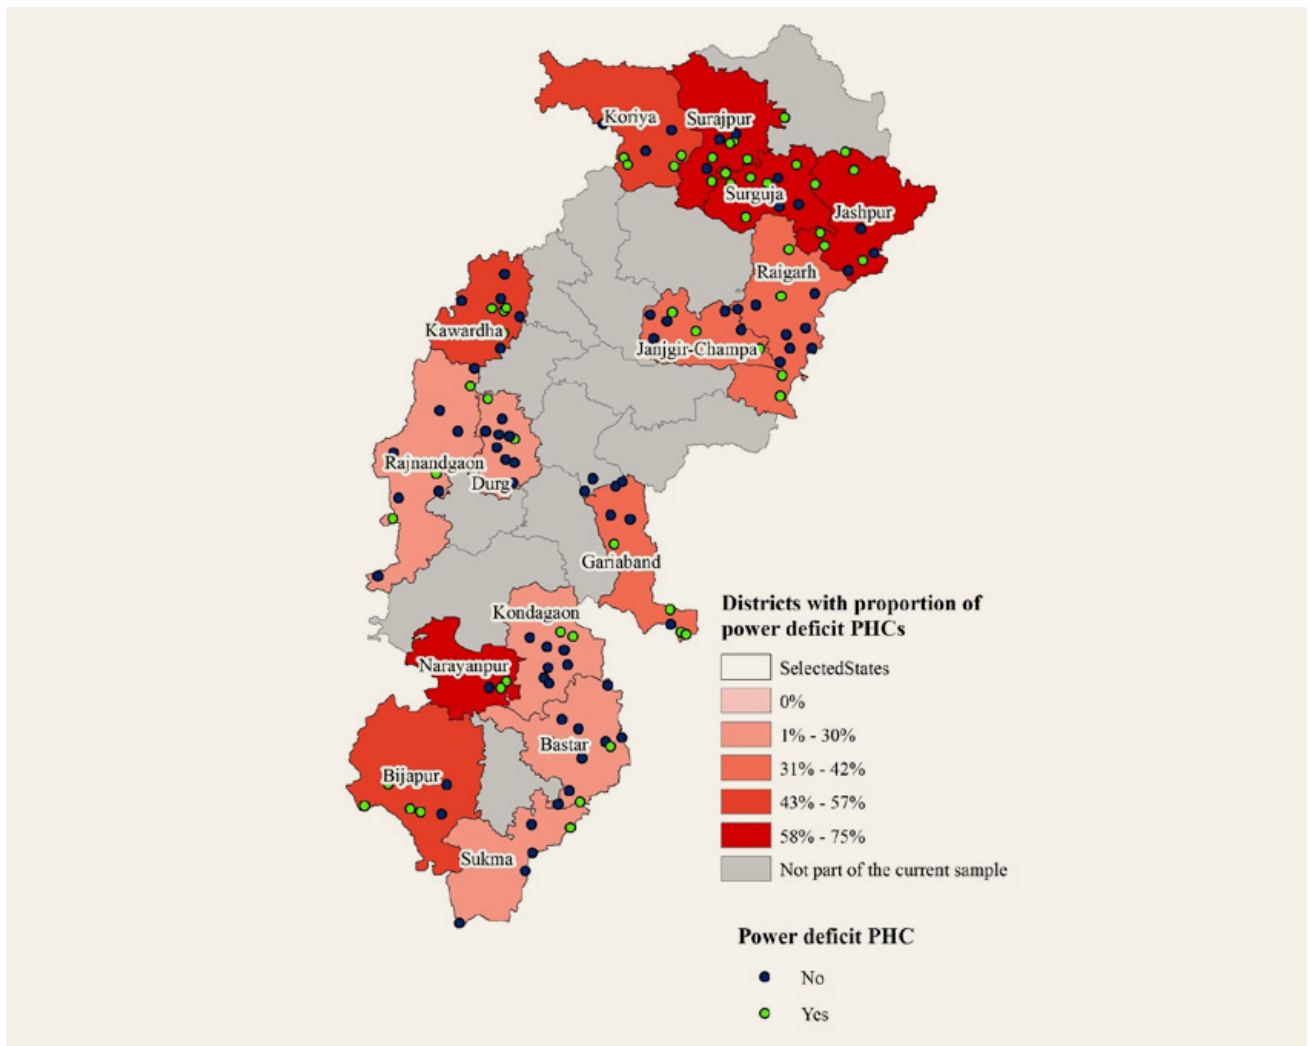 Koriya
Surajpur
Surguja
Jashpur
Raigarh
Kawardha
Janjgir-Champa
Rajnandgaon
Durg
Gariaband
Kondagaon
Narayanpur
Bastar
Bijapur
Sukma
Districts with proportion of
power deficit PHCs
SelectedStates
0%
1% - 30%
31% - 42%
43% - 57%
58% - 75%
Not part of the current sample
Power deficit PHC
No
Yes